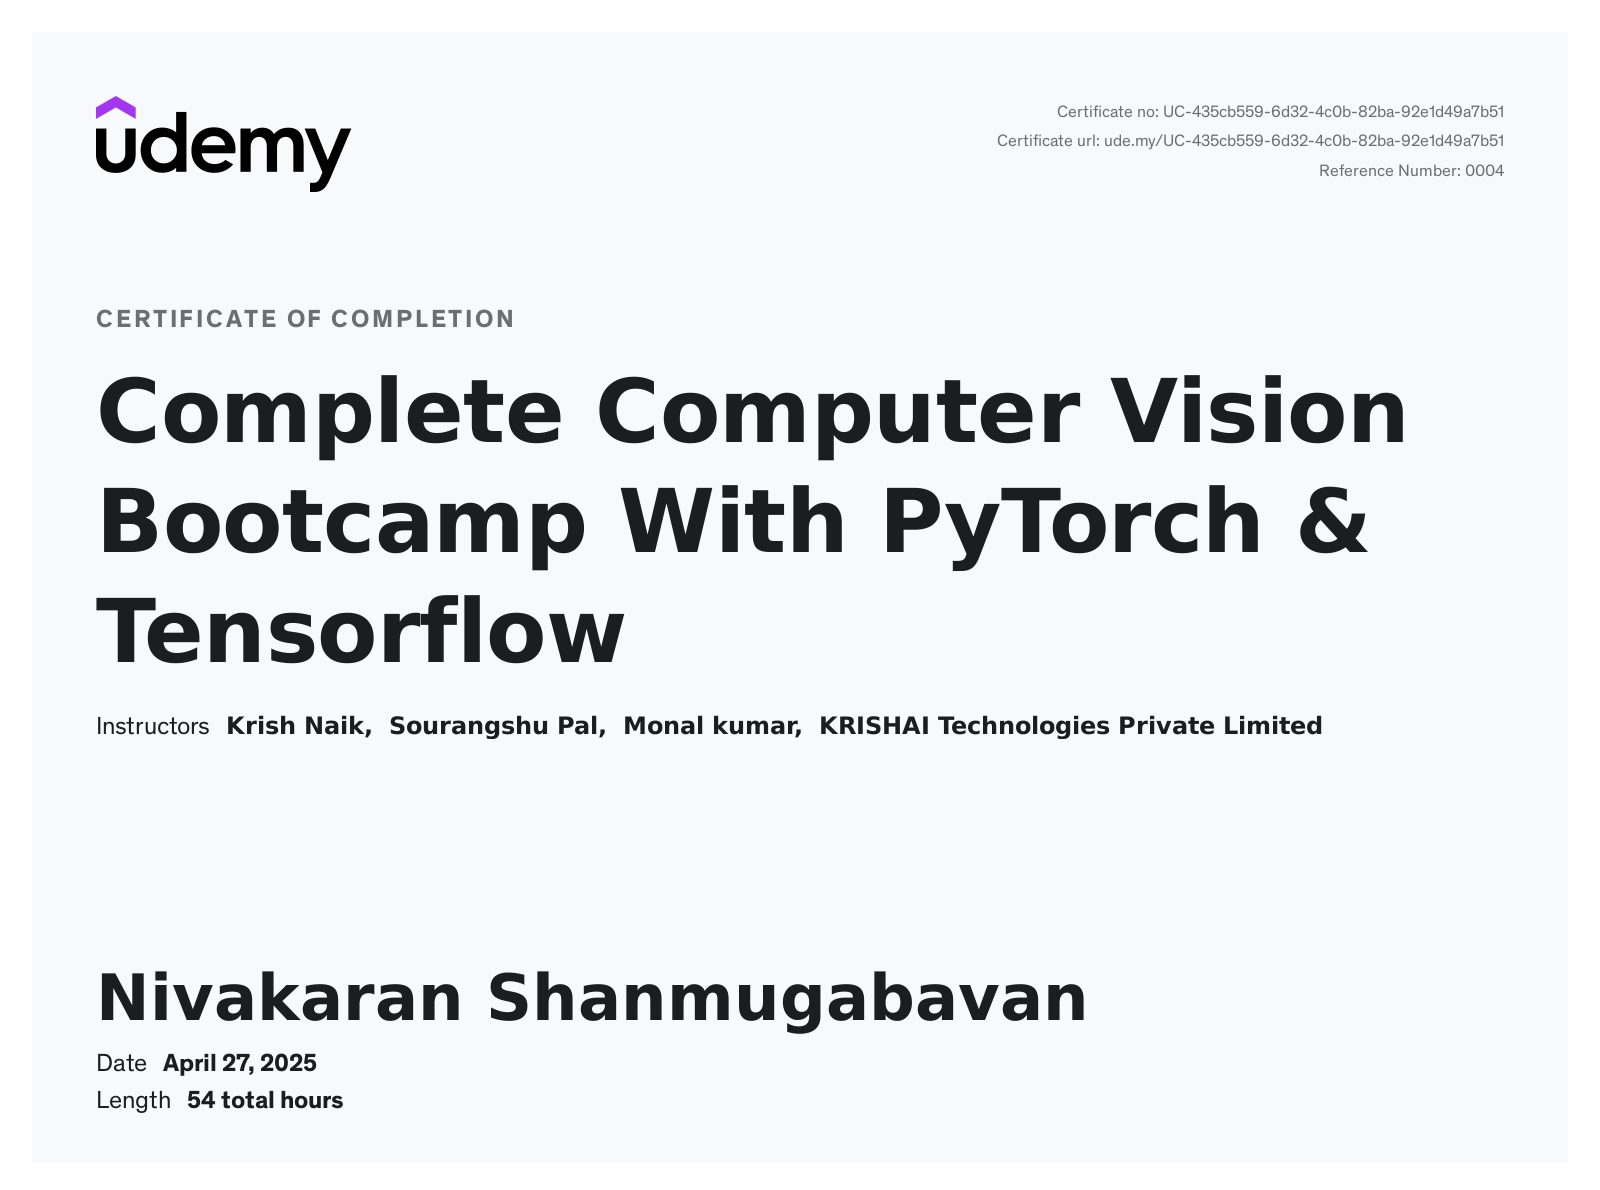 udemy
Certificate no: UC-435cb559-6d32-4c0b-82ba-92e1d49a7b51
Certificate url: ude.my/UC-435cb559-6d32-4c0b-82ba-92e1d49a7b51
Reference Number: 0004
CERTIFICATE OF COMPLETION
Complete Computer Vision
Bootcamp With PyTorch &
Tensorflow
Instructors Krish Naik, Sourangshu Pal, Monal kumar, KRISHAI Technologies Private Limited
Nivakaran Shanmugabavan
Date April 27, 2025
Length 54 total hours